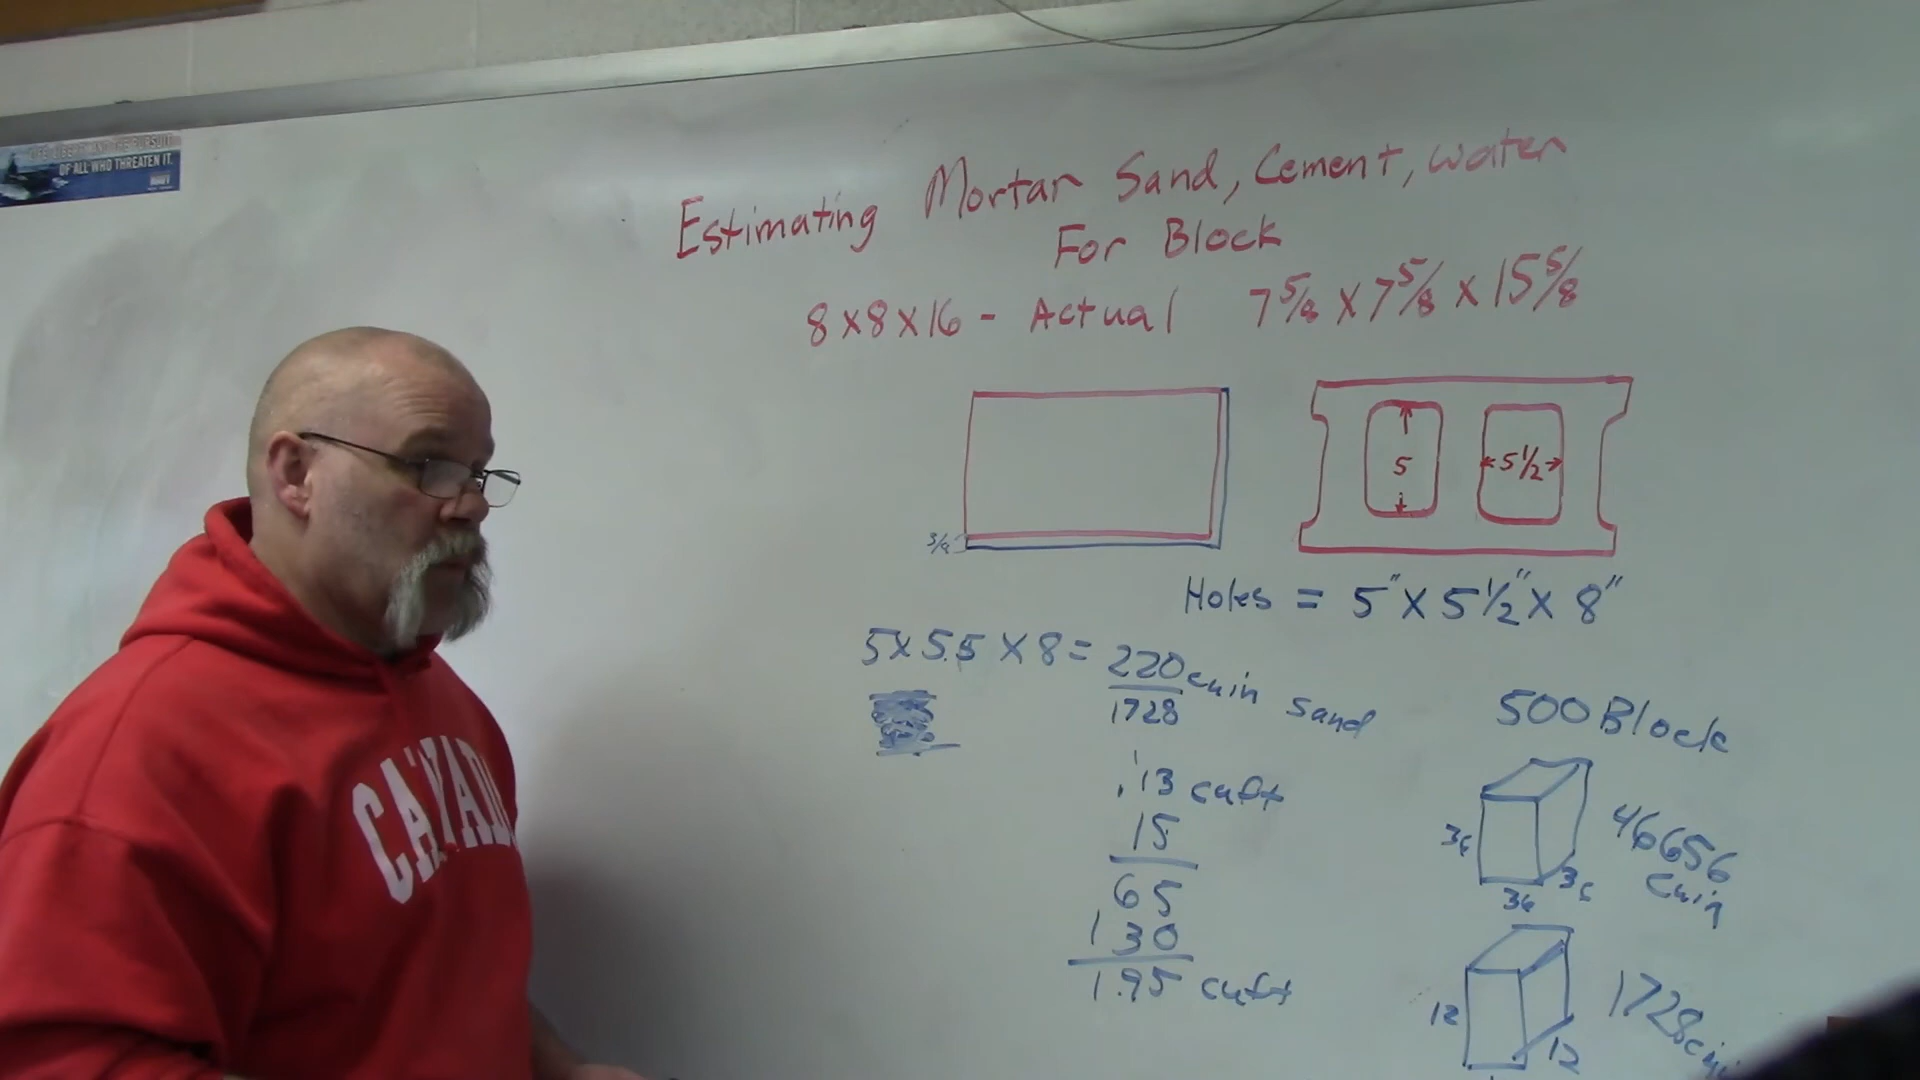 OF ALL WHO THREATEN IT.
Estimating Mortar Sand, Cement, Water
For Block
8 x 8 x 16 - Actual 7 5/8 x 7 5/8 x 15 5/8
5
5 1/2
Holes = 5" x 5 1/2" x 8"
5 x 5.5 x 8 = 220 cuin sand
1728
500 Block
.13 cuft
15
65
130
1.95 cuft
36
36
36
46656
cuin
12
12
1728
CANADA